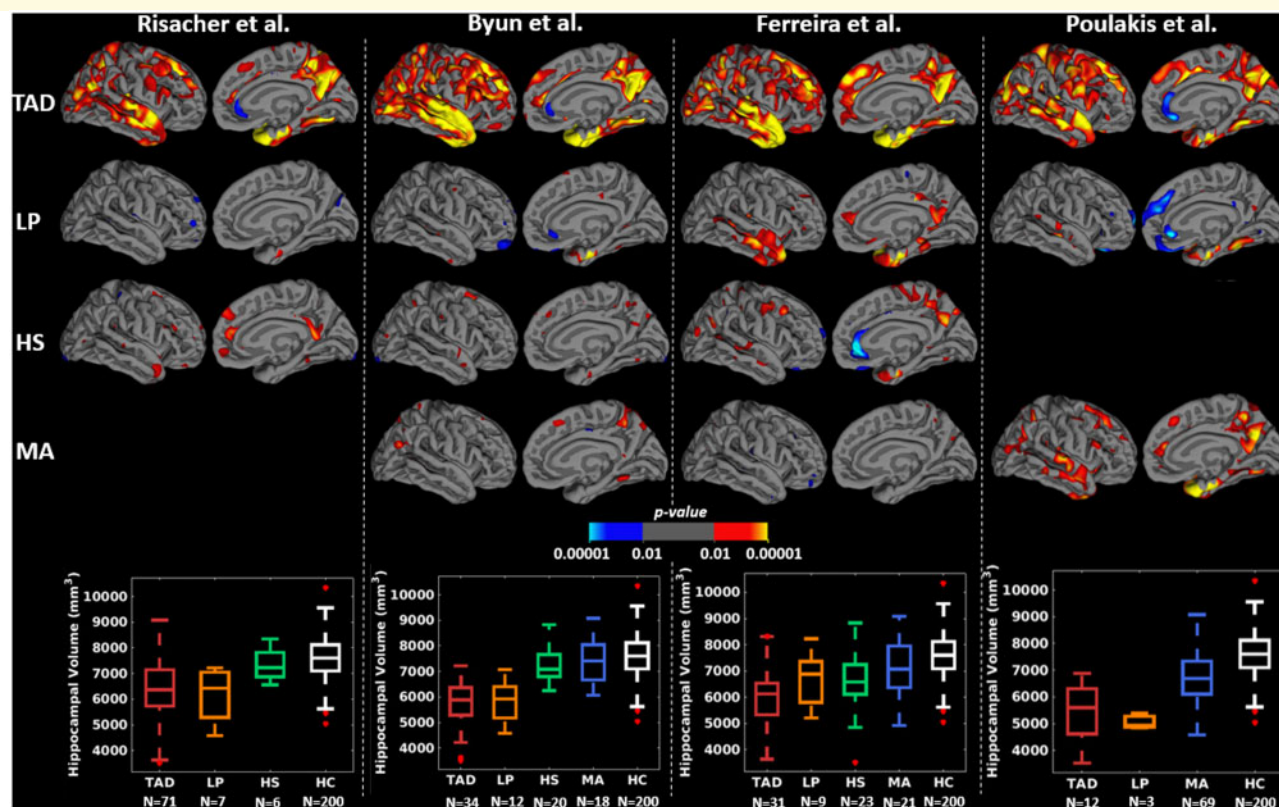 Risacher et al. Byun et al. Ferreira et al. Poulakis et al.
TAD
LP
HS
MA
p-value
0.00001 0.01 0.01 0.00001
Hippocampal Volume (mm³)
10000
9000
8000
7000
6000
5000
4000
TAD LP HS HC
N=71 N=7 N=6 N=200
Hippocampal Volume (mm³)
10000
9000
8000
7000
6000
5000
4000
TAD LP HS MA HC
N=34 N=12 N=20 N=18 N=200
Hippocampal Volume (mm³)
10000
9000
8000
7000
6000
5000
4000
TAD LP HS MA HC
N=31 N=9 N=23 N=21 N=200
Hippocampal Volume (mm³)
10000
9000
8000
7000
6000
5000
4000
TAD LP MA HC
N=12 N=3 N=69 N=200